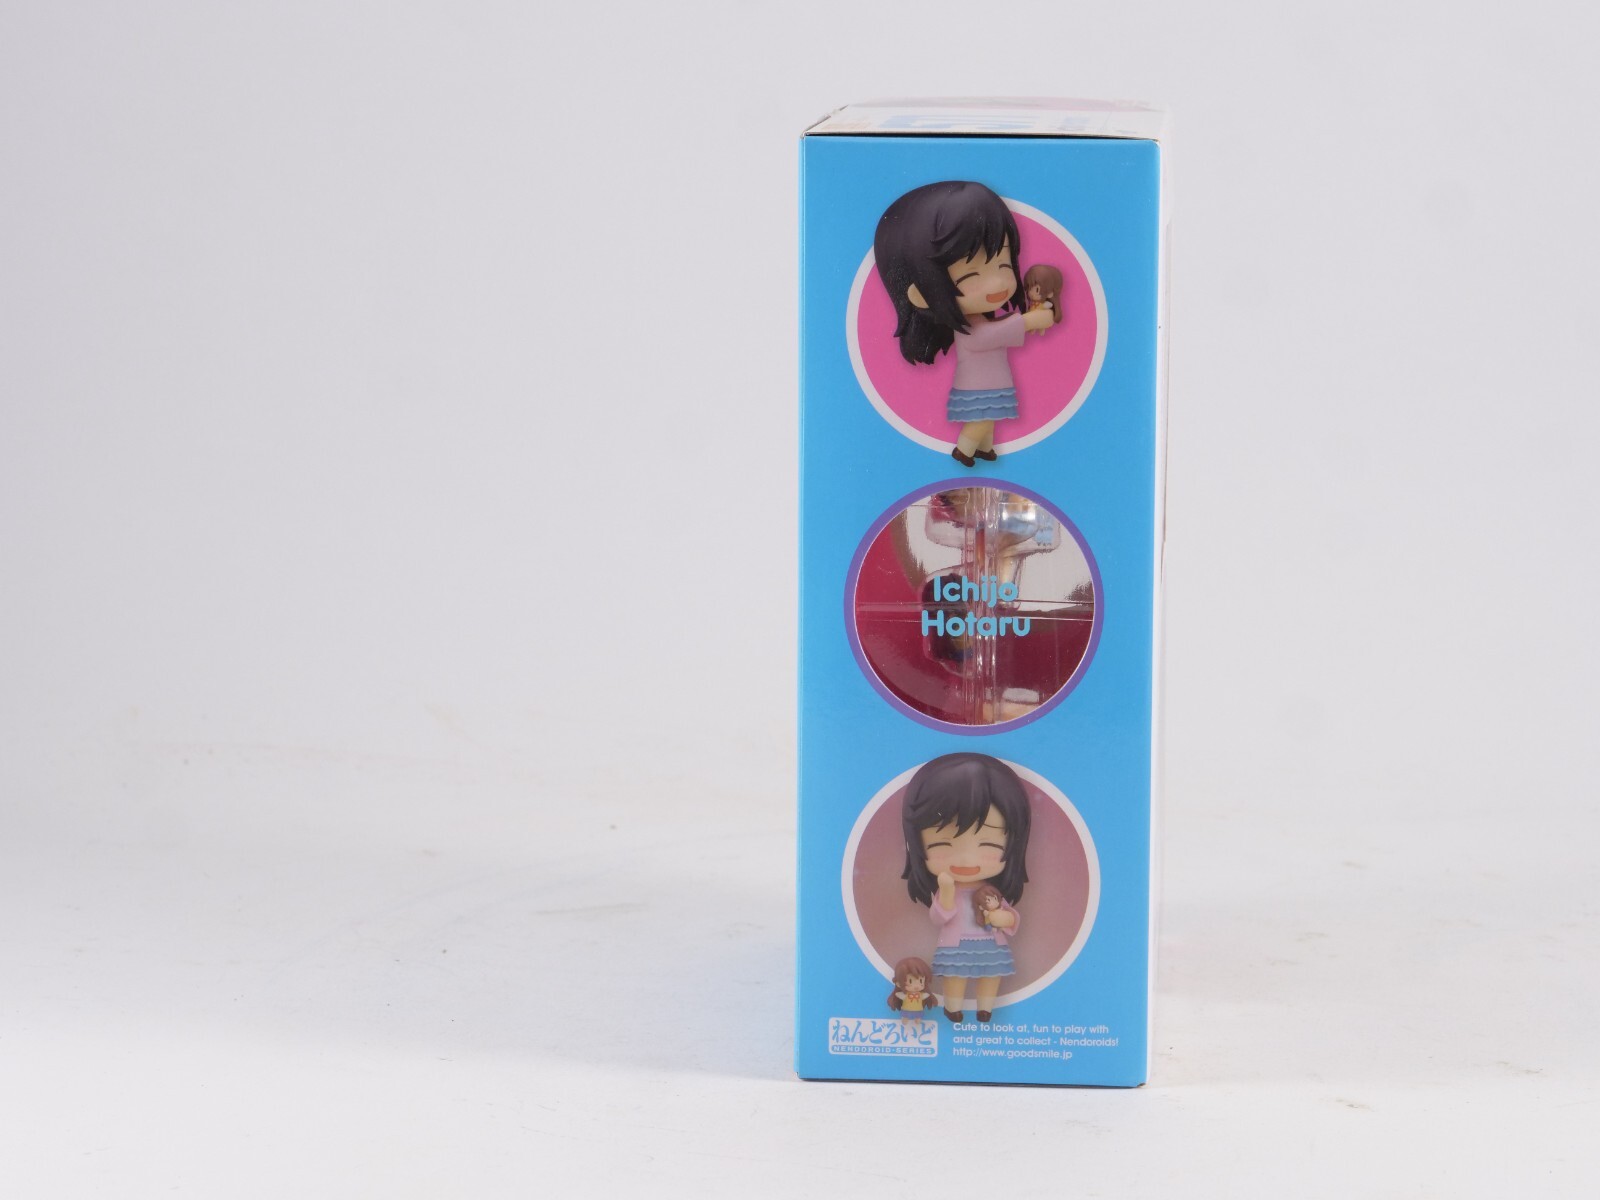 Ichijo
Hotaru
ねんどろいど
NENDOROID-SERIES
Cute to look at, fun to play with
and great to collect - Nendoroids!
http://www.goodsmile.jp